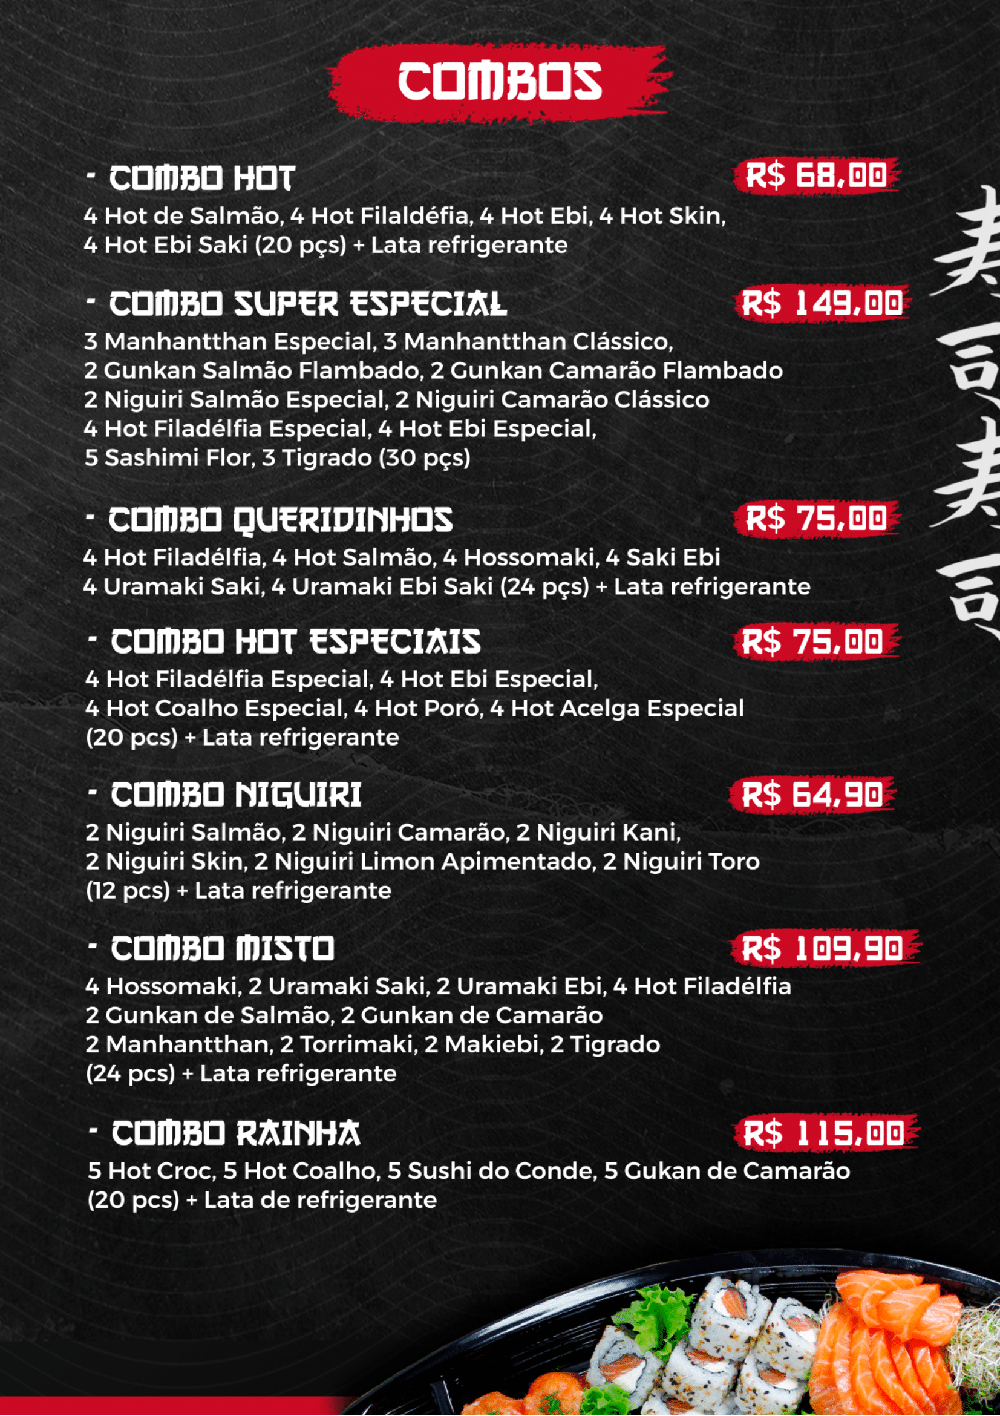 COMBOS
- COMBO HOT R$ 68,00
4 Hot de Salmão, 4 Hot Filaldéfia, 4 Hot Ebi, 4 Hot Skin,
4 Hot Ebi Saki (20 pçs) + Lata refrigerante
- COMBO SUPER ESPECIAL R$ 149,00
3 Manhantthan Especial, 3 Manhantthan Clássico,
2 Gunkan Salmão Flambado, 2 Gunkan Camarão Flambado
2 Niguiri Salmão Especial, 2 Niguiri Camarão Clássico
4 Hot Filadélfia Especial, 4 Hot Ebi Especial,
5 Sashimi Flor, 3 Tigrado (30 pçs)
- COMBO QUERIDINHOS R$ 75,00
4 Hot Filadélfia, 4 Hot Salmão, 4 Hossomaki, 4 Saki Ebi
4 Uramaki Saki, 4 Uramaki Ebi Saki (24 pçs) + Lata refrigerante
- COMBO HOT ESPECIAIS R$ 75,00
4 Hot Filadélfia Especial, 4 Hot Ebi Especial,
4 Hot Coalho Especial, 4 Hot Poró, 4 Hot Acelga Especial
(20 pcs) + Lata refrigerante
- COMBO NIGUIRI R$ 64,90
2 Niguiri Salmão, 2 Niguiri Camarão, 2 Niguiri Kani,
2 Niguiri Skin, 2 Niguiri Limon Apimentado, 2 Niguiri Toro
(12 pcs) + Lata refrigerante
- COMBO MISTO R$ 109,90
4 Hossomaki, 2 Uramaki Saki, 2 Uramaki Ebi, 4 Hot Filadélfia
2 Gunkan de Salmão, 2 Gunkan de Camarão
2 Manhantthan, 2 Torrimaki, 2 Makiebi, 2 Tigrado
(24 pcs) + Lata refrigerante
- COMBO RAINHA R$ 115,00
5 Hot Croc, 5 Hot Coalho, 5 Sushi do Conde, 5 Gukan de Camarão
(20 pcs) + Lata de refrigerante
寿司寿司